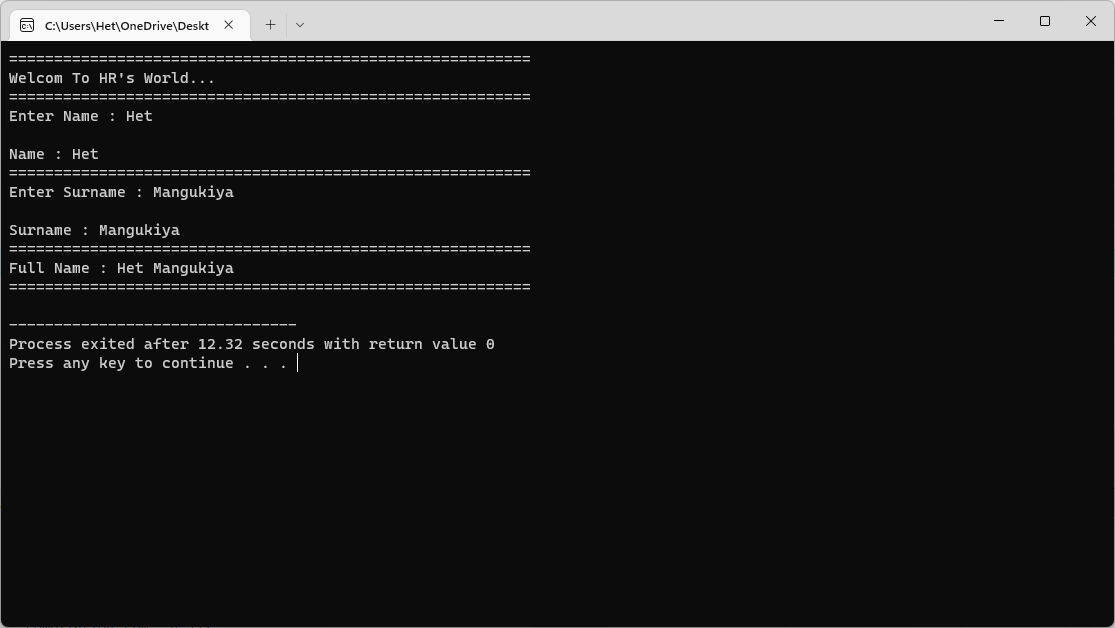 C:\Users\Het\OneDrive\Deskt
==========================================================
Welcom To HR's World...
==========================================================
Enter Name : Het
Name : Het
==========================================================
Enter Surname : Mangukiya
Surname : Mangukiya
==========================================================
Full Name : Het Mangukiya
==========================================================
--------------------------------
Process exited after 12.32 seconds with return value 0
Press any key to continue . . .